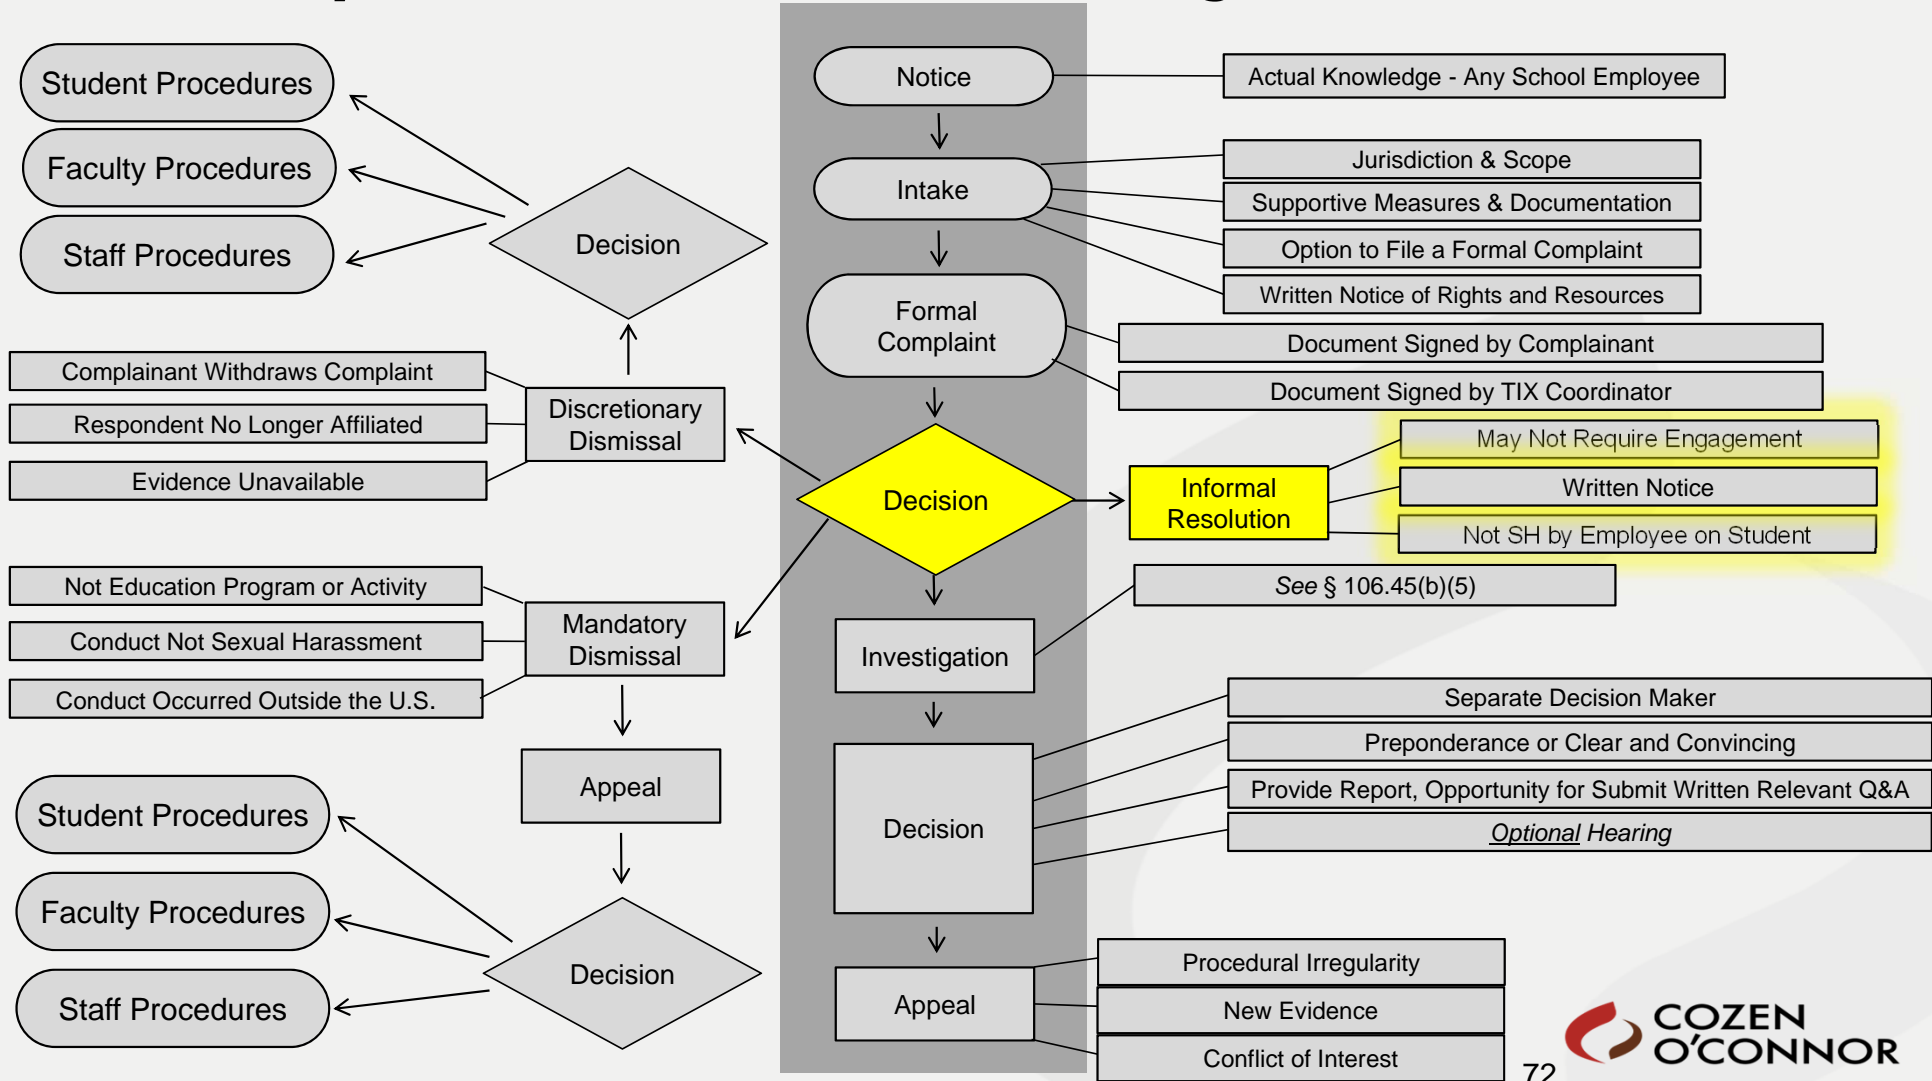 Notice
Actual Knowledge - Any School Employee
Intake
Jurisdiction & Scope
Supportive Measures & Documentation
Option to File a Formal Complaint
Written Notice of Rights and Resources
Formal
Complaint
Document Signed by Complainant
Document Signed by TIX Coordinator
Decision
Informal
Resolution
May Not Require Engagement
Written Notice
Not SH by Employee on Student
Investigation
See § 106.45(b)(5)
Decision
Separate Decision Maker
Preponderance or Clear and Convincing
Provide Report, Opportunity for Submit Written Relevant Q&A
Optional Hearing
Appeal
Procedural Irregularity
New Evidence
Conflict of Interest
Student Procedures
Faculty Procedures
Staff Procedures
Decision
Complainant Withdraws Complaint
Respondent No Longer Affiliated
Evidence Unavailable
Discretionary
Dismissal
Not Education Program or Activity
Conduct Not Sexual Harassment
Conduct Occurred Outside the U.S.
Mandatory
Dismissal
Appeal
Student Procedures
Faculty Procedures
Staff Procedures
Decision
72
COZEN
O'CONNOR